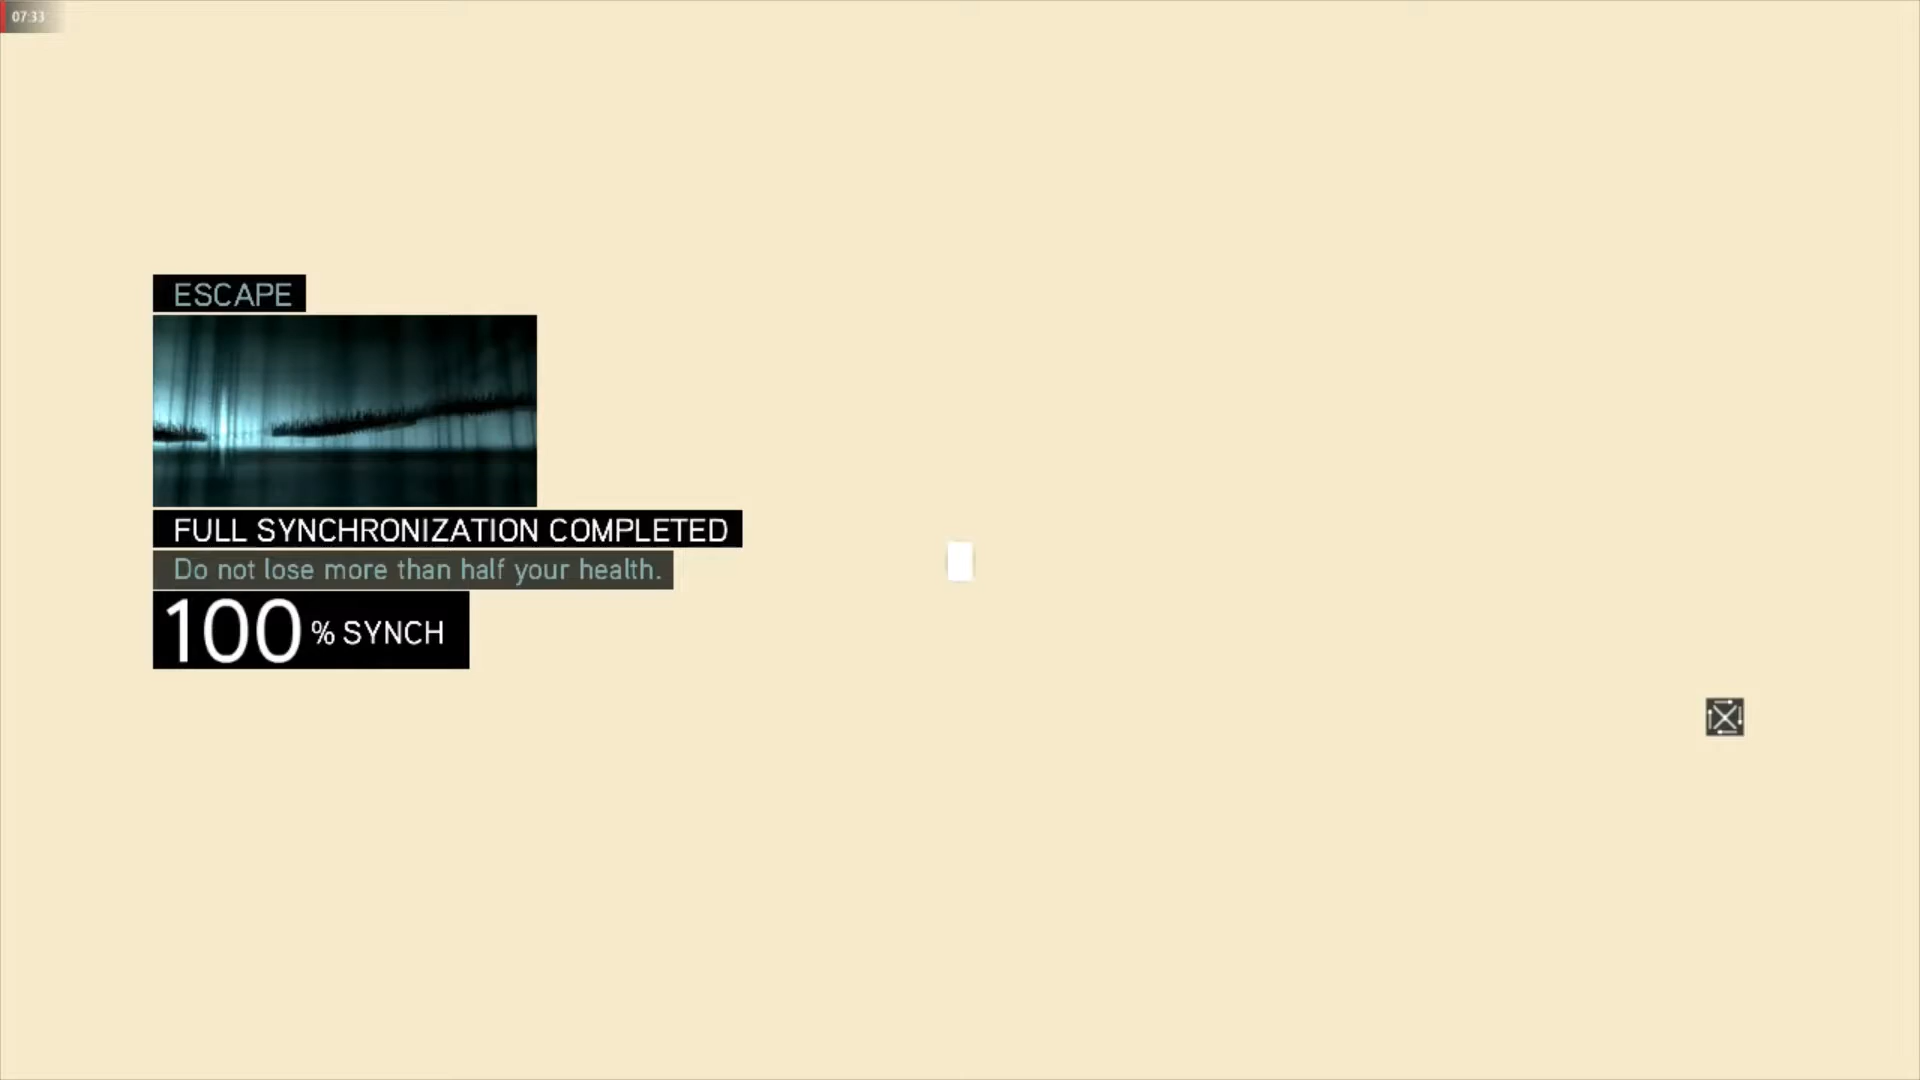 07:33
ESCAPE
FULL SYNCHRONIZATION COMPLETED
Do not lose more than half your health.
100 % SYNCH